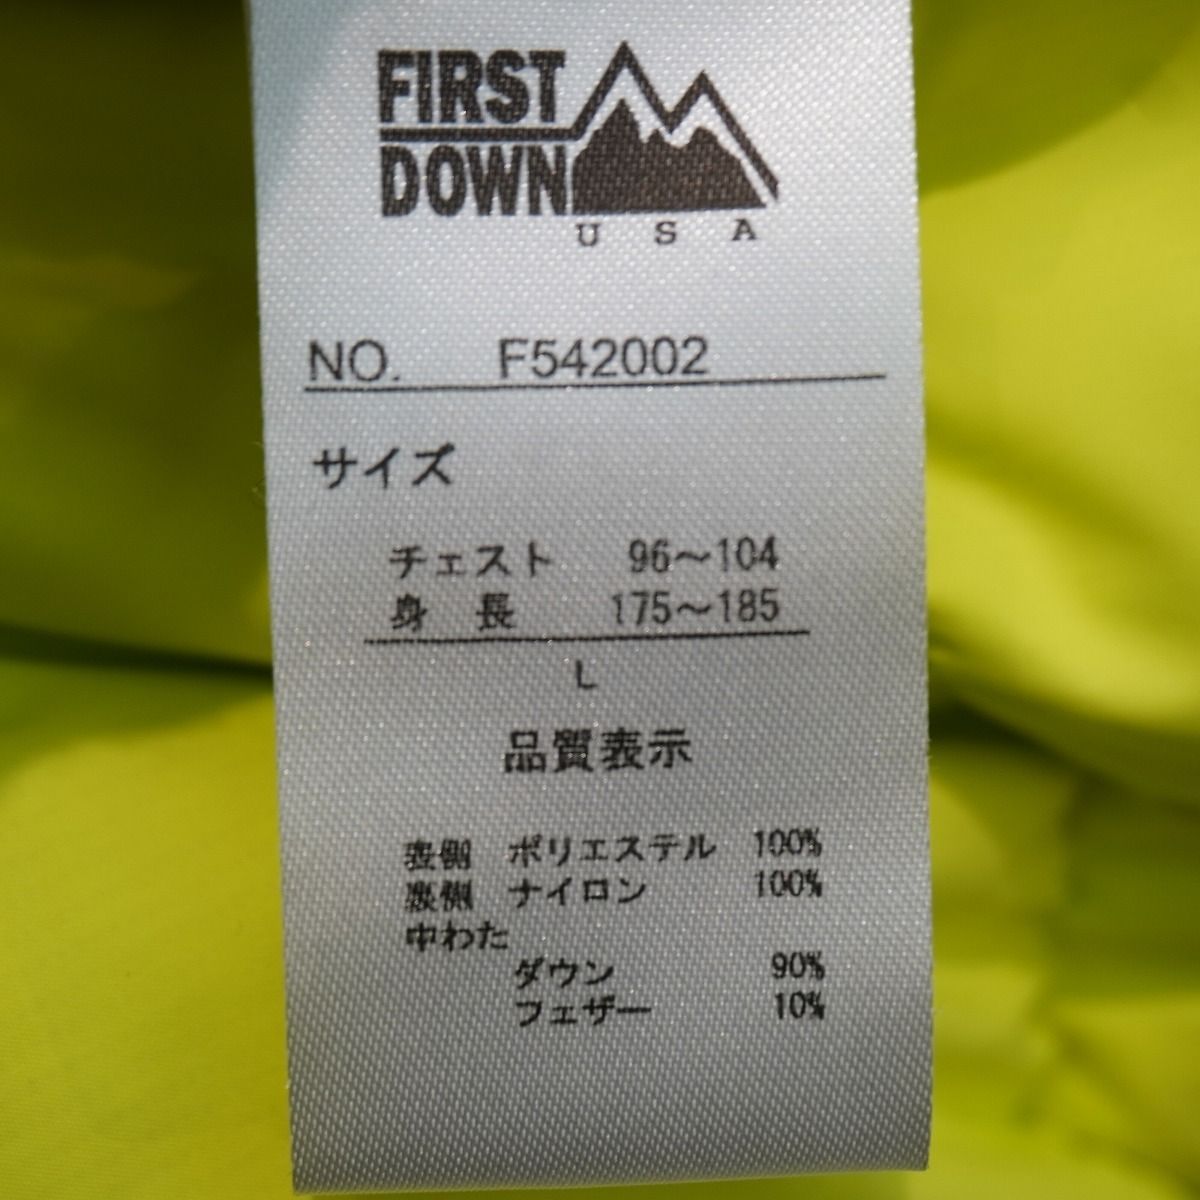 FIRST
DOWN
USA
NO. F542002
サイズ
チェスト 96～104
身 長 175～185
L
品質表示
表側 ポリエステル 100%
裏側 ナイロン 100%
中わた
ダウン 90%
フェザー 10%